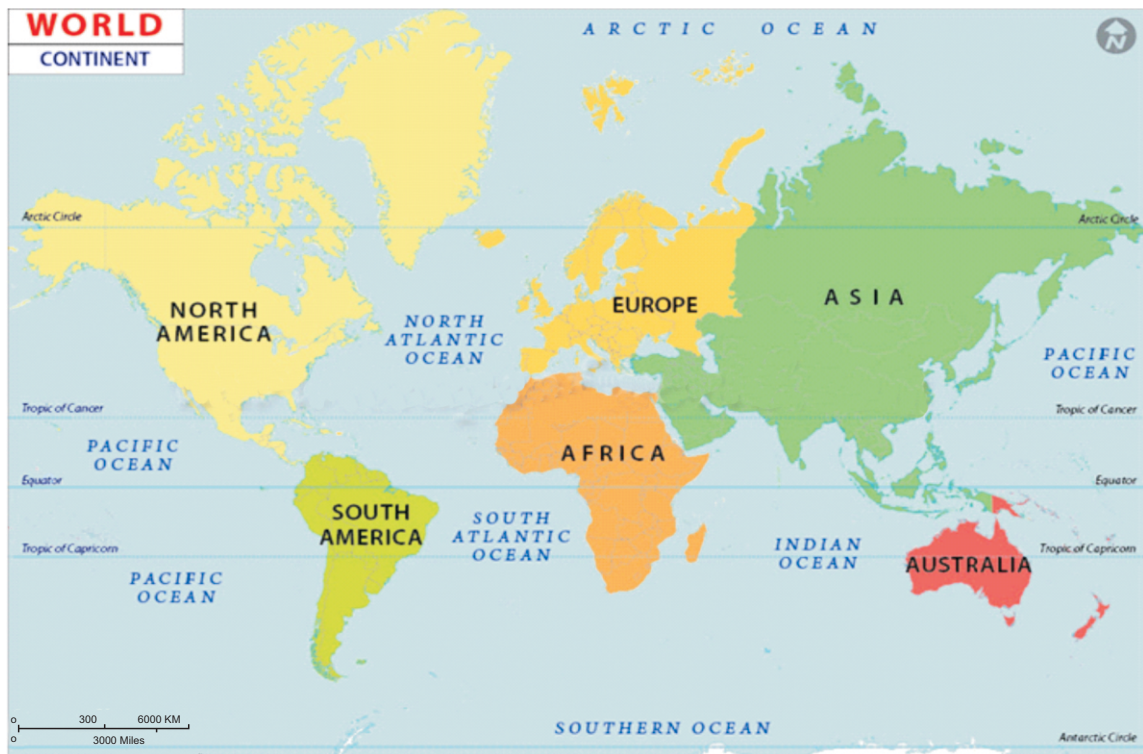 WORLD
CONTINENT
ARCTIC OCEAN
N
Arctic Circle
Arctic Circle
NORTH
AMERICA
EUROPE
ASIA
NORTH
ATLANTIC
OCEAN
PACIFIC
OCEAN
Tropic of Cancer
Tropic of Cancer
PACIFIC
OCEAN
AFRICA
Equator
Equator
SOUTH
AMERICA
SOUTH
ATLANTIC
OCEAN
INDIAN
OCEAN
Tropic of Capricorn
Tropic of Capricorn
AUSTRALIA
PACIFIC
OCEAN
o 300 6000 KM
o 3000 Miles
SOUTHERN OCEAN
Antarctic Circle